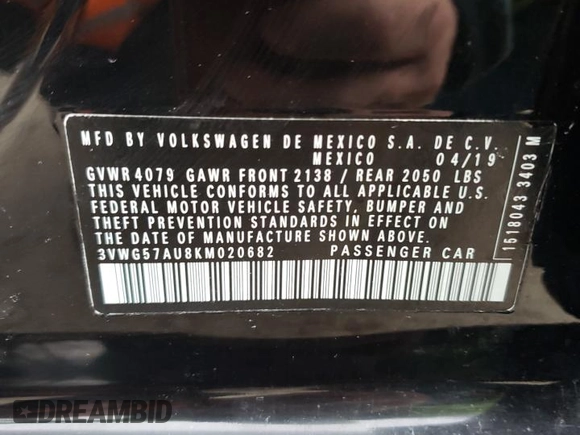 MFD BY VOLKSWAGEN DE MEXICO S.A. DE C.V.
MEXICO 04/19
GVWR 4079 GAWR FRONT 2138 / REAR 2050 LBS
THIS VEHICLE CONFORMS TO ALL APPLICABLE U.S.
FEDERAL MOTOR VEHICLE SAFETY, BUMPER AND
THEFT PREVENTION STANDARDS IN EFFECT ON
THE DATE OF MANUFACTURE SHOWN ABOVE.
3VWG57AU8KM020682 PASSENGER CAR
1518043 3403 M
DREAMBID